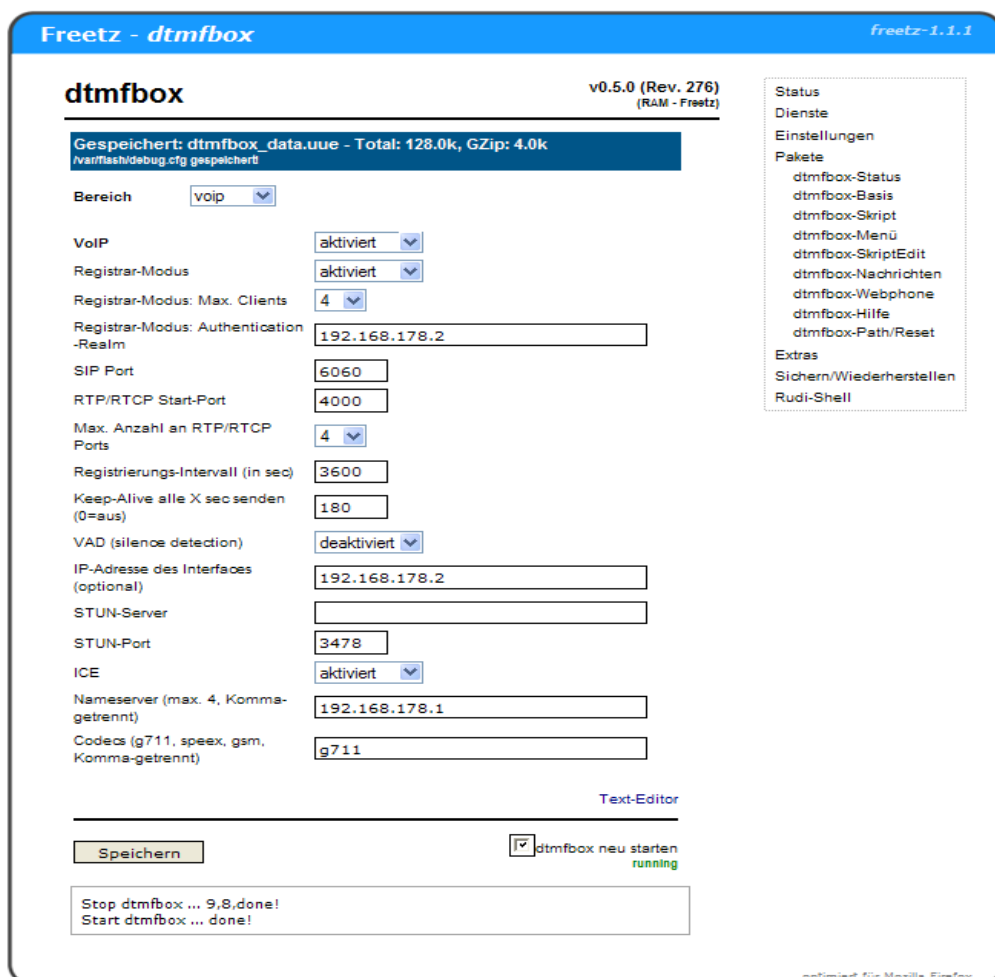 Freetz - dtmfbox
freetz-1.1.1
dtmfbox
v0.5.0 (Rev. 276)
(RAM - Freetz)
Gespeichert: dtmfbox_data.uue - Total: 128.0k, GZip: 4.0k
/var/flash/debug.cfg gespeichert!
Bereich voip
VoIP aktiviert
Registrar-Modus aktiviert
Registrar-Modus: Max. Clients 4
Registrar-Modus: Authentication
-Realm 192.168.178.2
SIP Port 6060
RTP/RTCP Start-Port 4000
Max. Anzahl an RTP/RTCP
Ports 4
Registrierungs-Intervall (in sec) 3600
Keep-Alive alle X sec senden
(0=aus) 180
VAD (silence detection) deaktiviert
IP-Adresse des Interfaces
(optional) 192.168.178.2
STUN-Server
STUN-Port 3478
ICE aktiviert
Nameserver (max. 4, Komma-
getrennt) 192.168.178.1
Codecs (g711, speex, gsm,
Komma-getrennt) g711
Text-Editor
Speichern
dtmfbox neu starten
running
Stop dtmfbox ... 9,8,done!
Start dtmfbox ... done!
Status
Dienste
Einstellungen
Pakete
dtmfbox-Status
dtmfbox-Basis
dtmfbox-Skript
dtmfbox-Menü
dtmfbox-SkriptEdit
dtmfbox-Nachrichten
dtmfbox-Webphone
dtmfbox-Hilfe
dtmfbox-Path/Reset
Extras
Sichern/Wiederherstellen
Rudi-Shell
optimiert für Mozilla Firefox